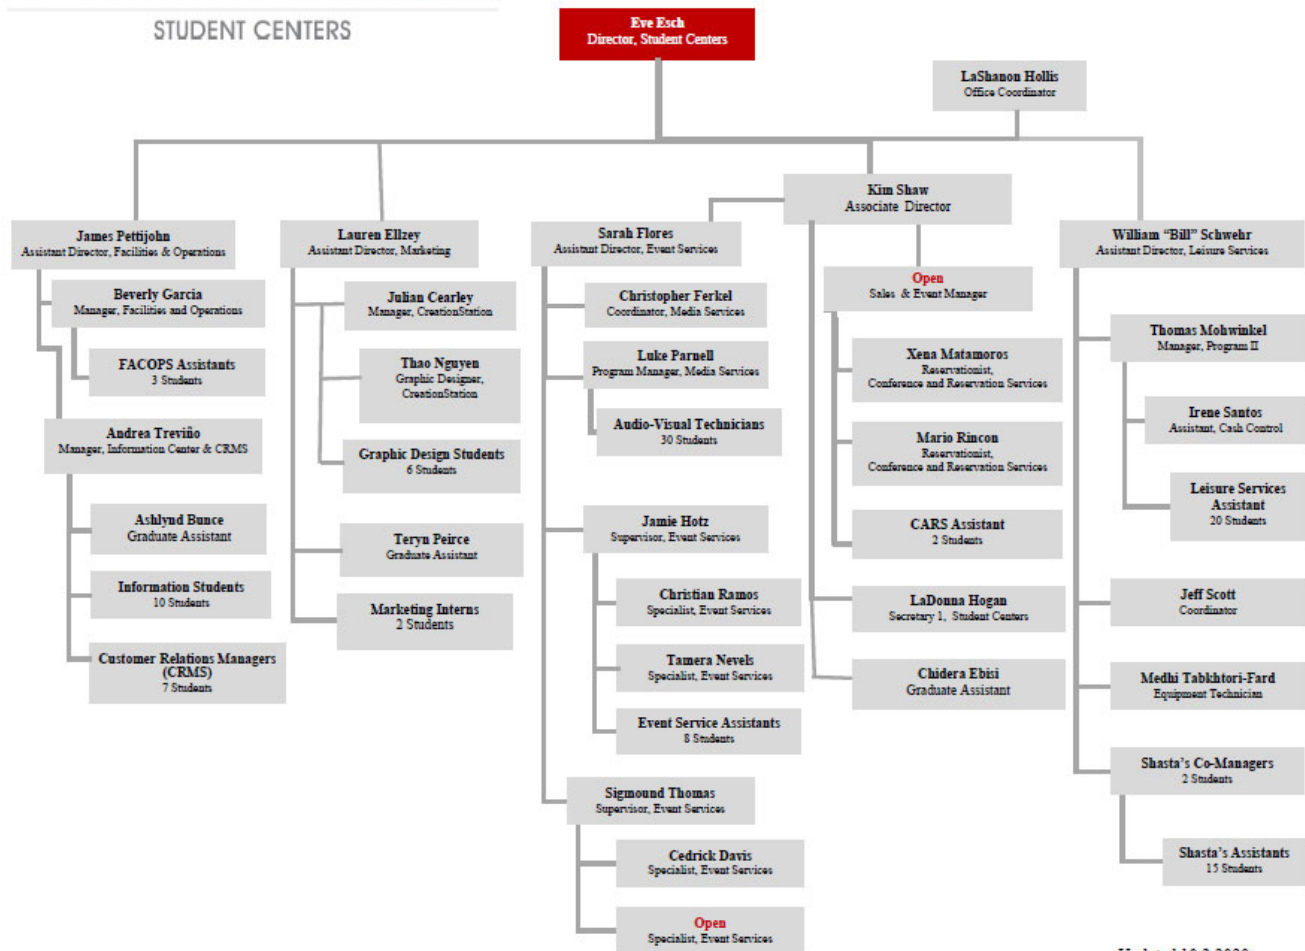 STUDENT CENTERS
Eve Esch
Director, Student Centers
LaShanon Hollis
Office Coordinator
Kim Shaw
Associate Director
James Pettijohn
Assistant Director, Facilities & Operations
Beverly Garcia
Manager, Facilities and Operations
FACOPS Assistants
3 Students
Andrea Treviño
Manager, Information Center & CRMS
Ashlynd Bunce
Graduate Assistant
Information Students
10 Students
Customer Relations Managers
(CRMS)
7 Students
Lauren Ellzey
Assistant Director, Marketing
Julian Cearley
Manager, CreationStation
Thao Nguyen
Graphic Designer,
CreationStation
Graphic Design Students
6 Students
Teryn Peirce
Graduate Assistant
Marketing Interns
2 Students
Sarah Flores
Assistant Director, Event Services
Christopher Ferkel
Coordinator, Media Services
Luke Parnell
Program Manager, Media Services
Audio-Visual Technicians
30 Students
Jamie Hotz
Supervisor, Event Services
Christian Ramos
Specialist, Event Services
Tamera Nevels
Specialist, Event Services
Event Service Assistants
8 Students
Sigmound Thomas
Supervisor, Event Services
Cedrick Davis
Specialist, Event Services
Open
Specialist, Event Services
Open
Sales & Event Manager
Xena Matamoros
Reservationist,
Conference and Reservation Services
Mario Rincon
Reservationist,
Conference and Reservation Services
CARS Assistant
2 Students
LaDonna Hogan
Secretary 1, Student Centers
Chidera Ebisi
Graduate Assistant
William “Bill” Schwehr
Assistant Director, Leisure Services
Thomas Mohwinkel
Manager, Program II
Irene Santos
Assistant, Cash Control
Leisure Services
Assistant
20 Students
Jeff Scott
Coordinator
Medhi Tabkhtori-Fard
Equipment Technician
Shasta’s Co-Managers
2 Students
Shasta’s Assistants
15 Students